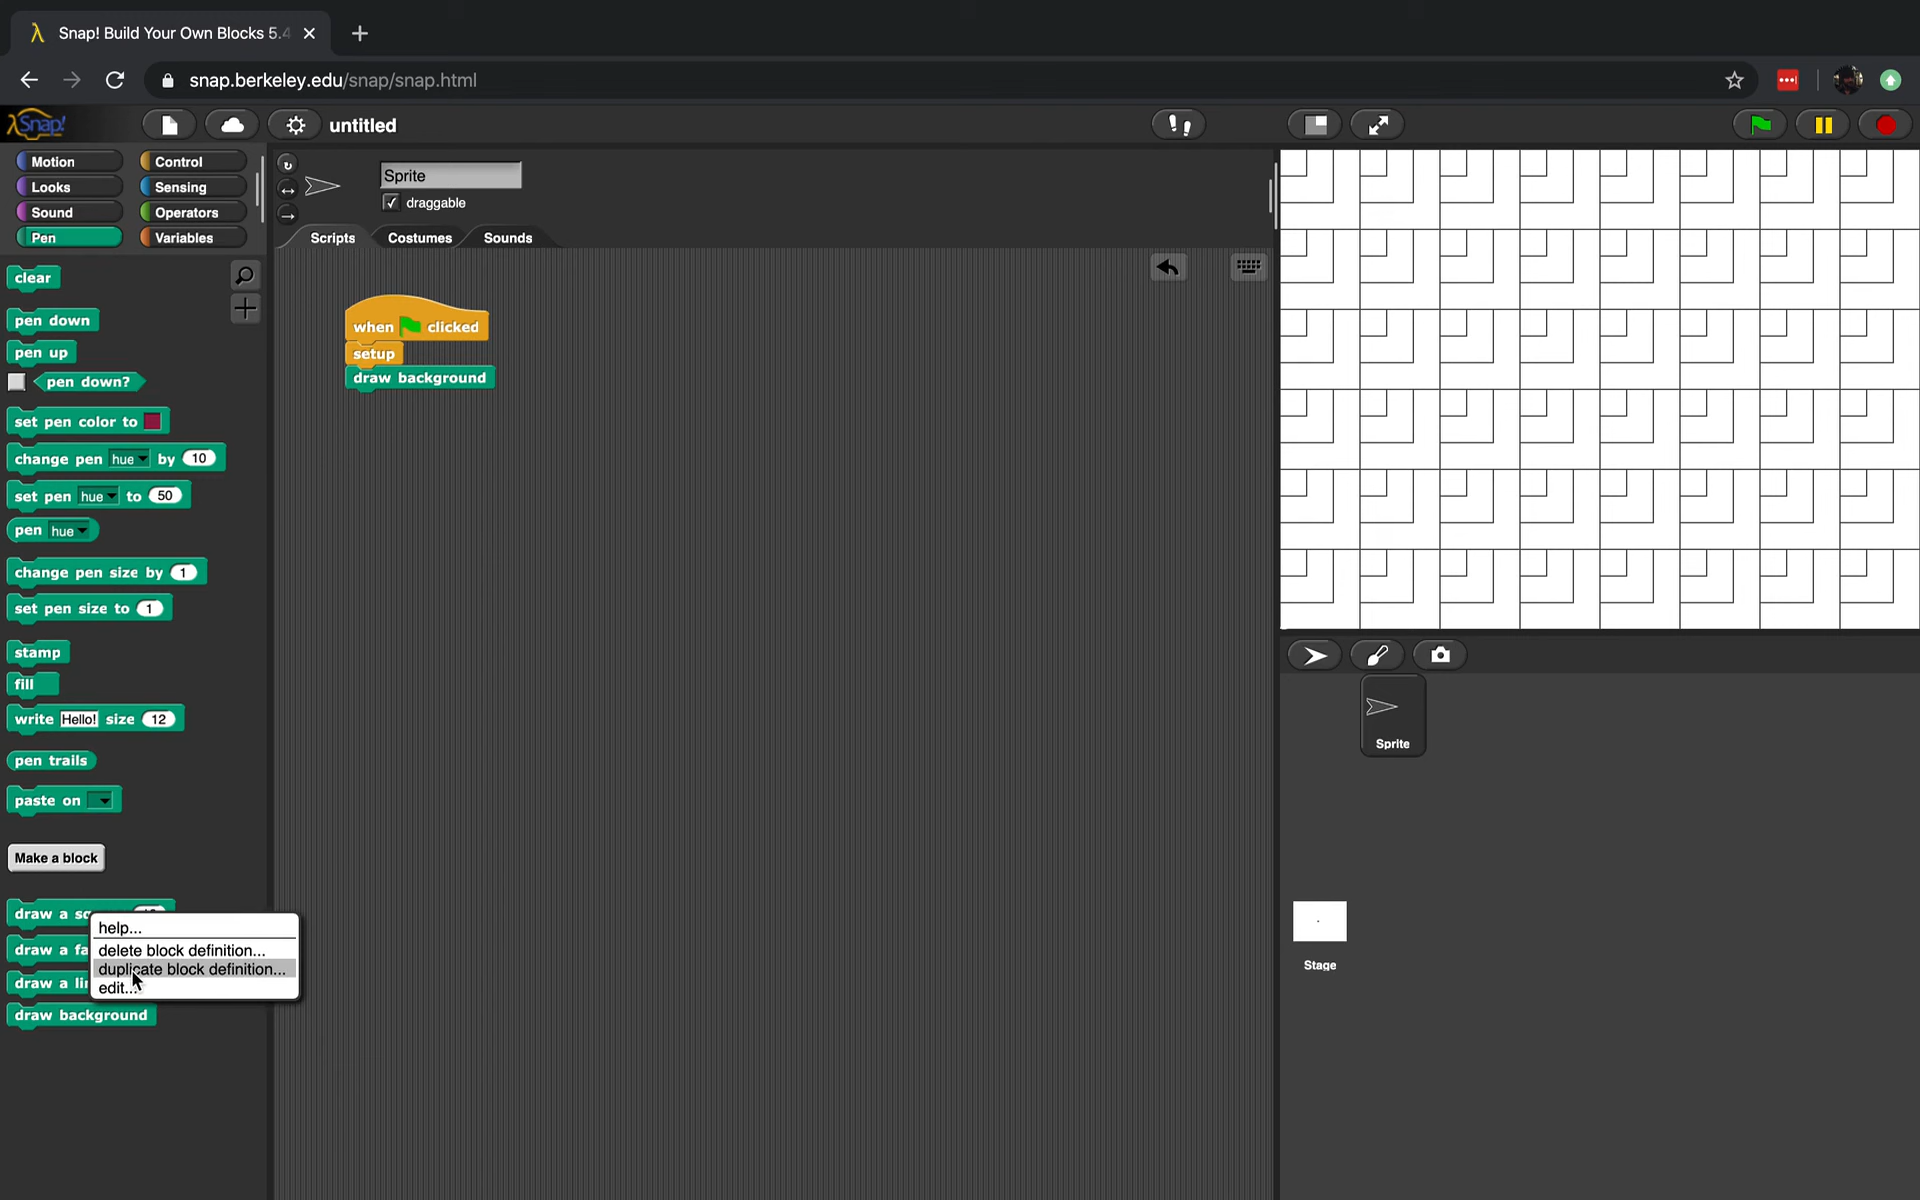 Snap! Build Your Own Blocks 5.4
snap.berkeley.edu/snap/snap.html
Snap!
untitled
Motion
Control
Looks
Sensing
Sound
Operators
Pen
Variables
Sprite
draggable
Scripts
Costumes
Sounds
clear
pen down
pen up
pen down?
set pen color to
change pen hue by 10
set pen hue to 50
pen hue
change pen size by 1
set pen size to 1
stamp
fill
write Hello! size 12
pen trails
paste on
Make a block
draw a
draw a
draw a
draw background
help...
delete block definition...
duplicate block definition...
edit...
when clicked
setup
draw background
Sprite
Stage